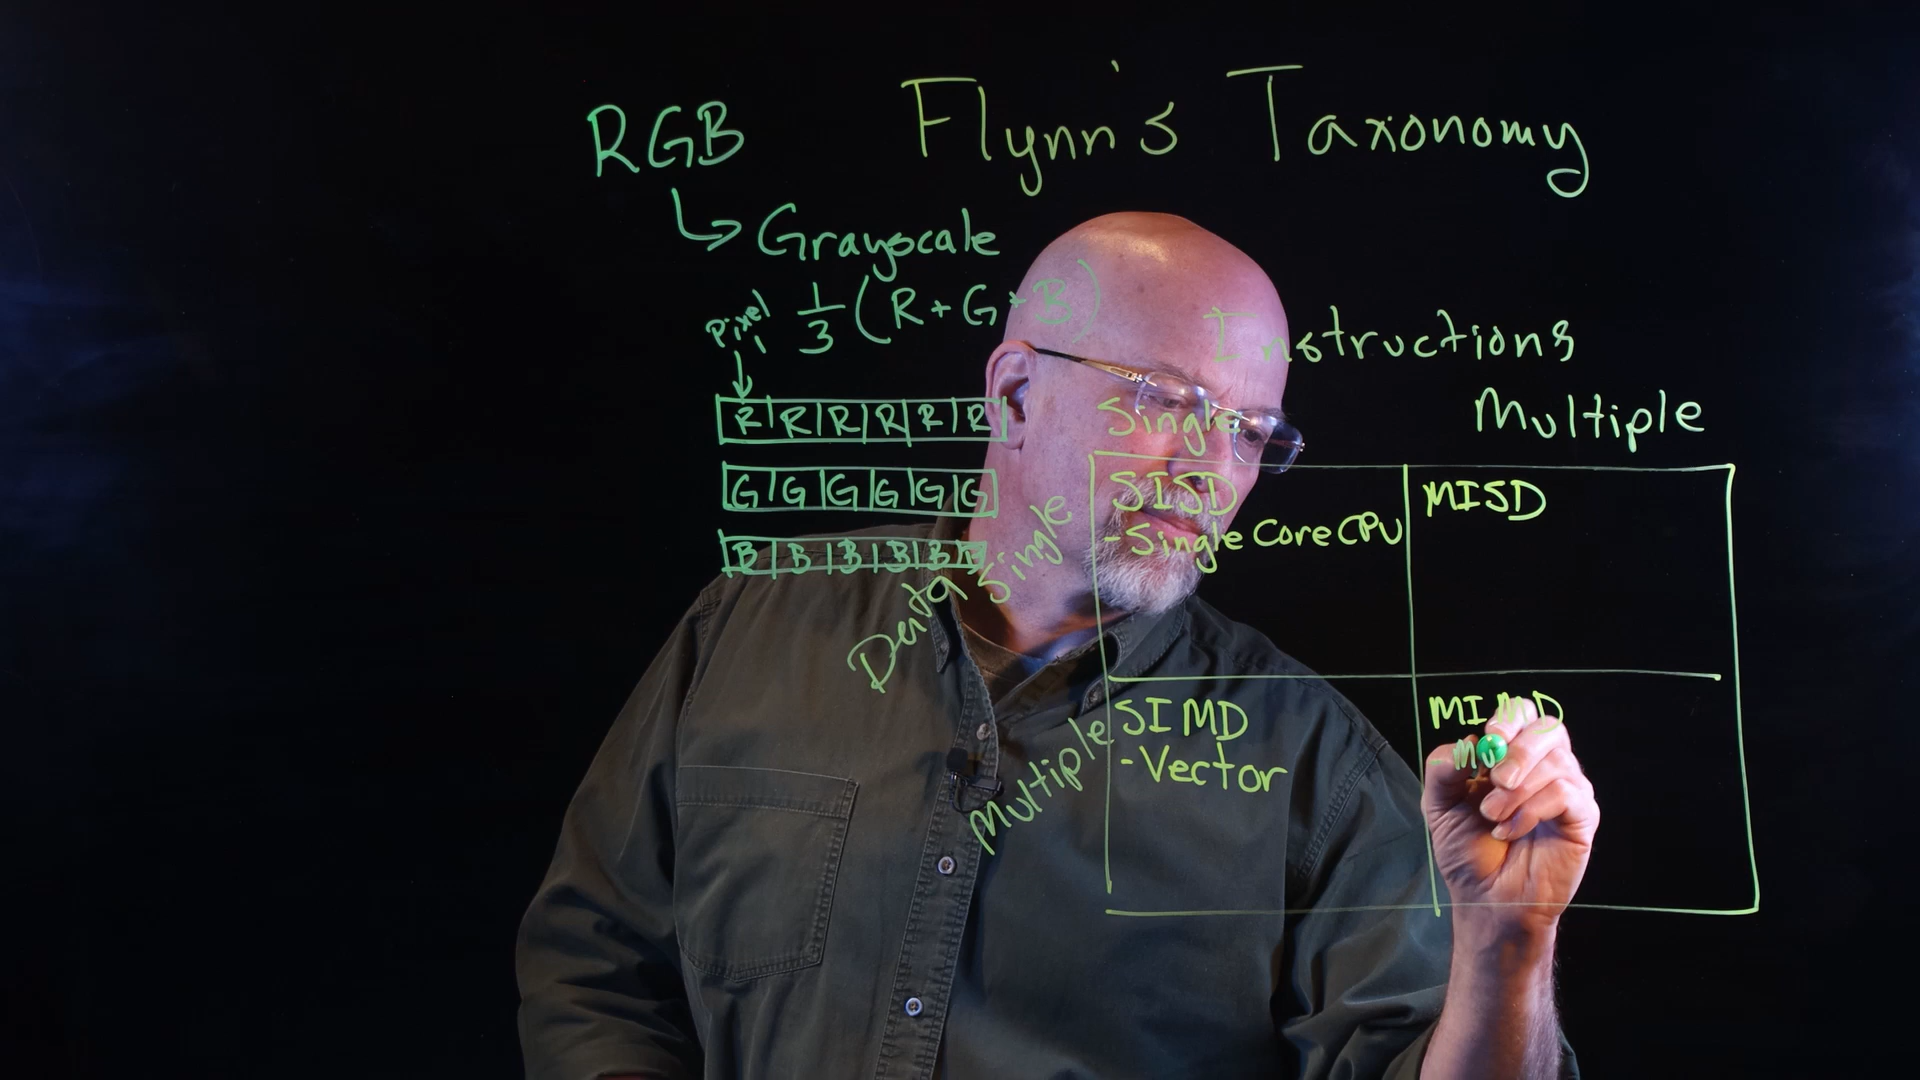 RGB
Flynn's Taxonomy
Grayscale
Pixel 1
1/3 (R+G+B)
R R R R R R
G G G G G G
B B B B B B
Instructions
Single
Multiple
Data
Single
Multiple
SISD
-Single Core CPU
MISD
SIMD
-Vector
MIMD
-Mu